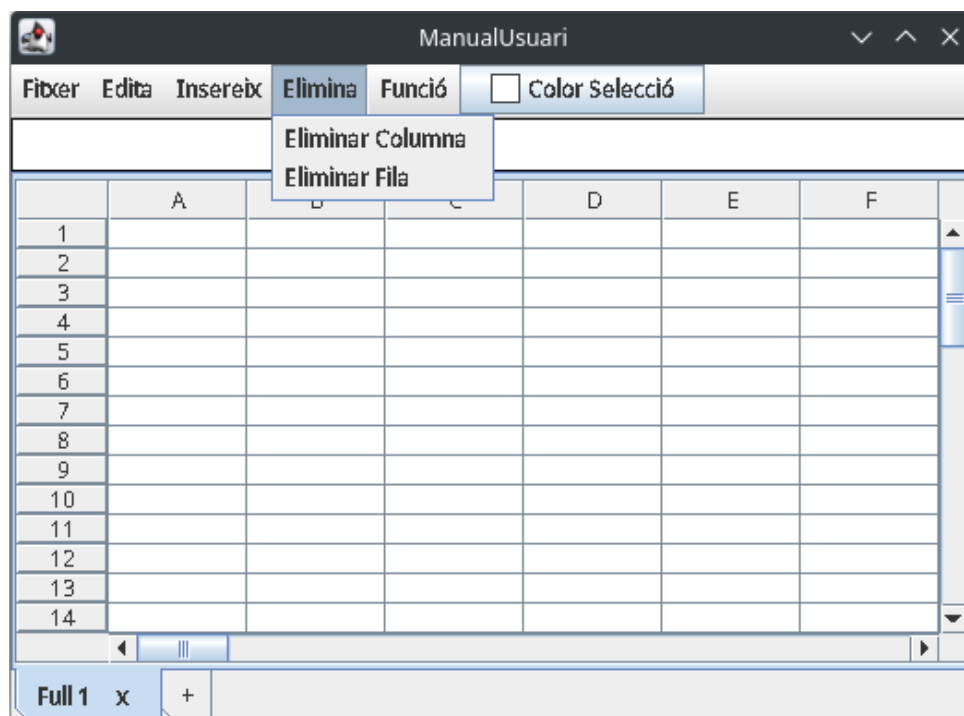 ManualUsuari
Fitxer Edita Insereix Elimina Funció Color Selecció
Eliminar Columna
Eliminar Fila
A D E F
1
2
3
4
5
6
7
8
9
10
11
12
13
14
Full 1 x +